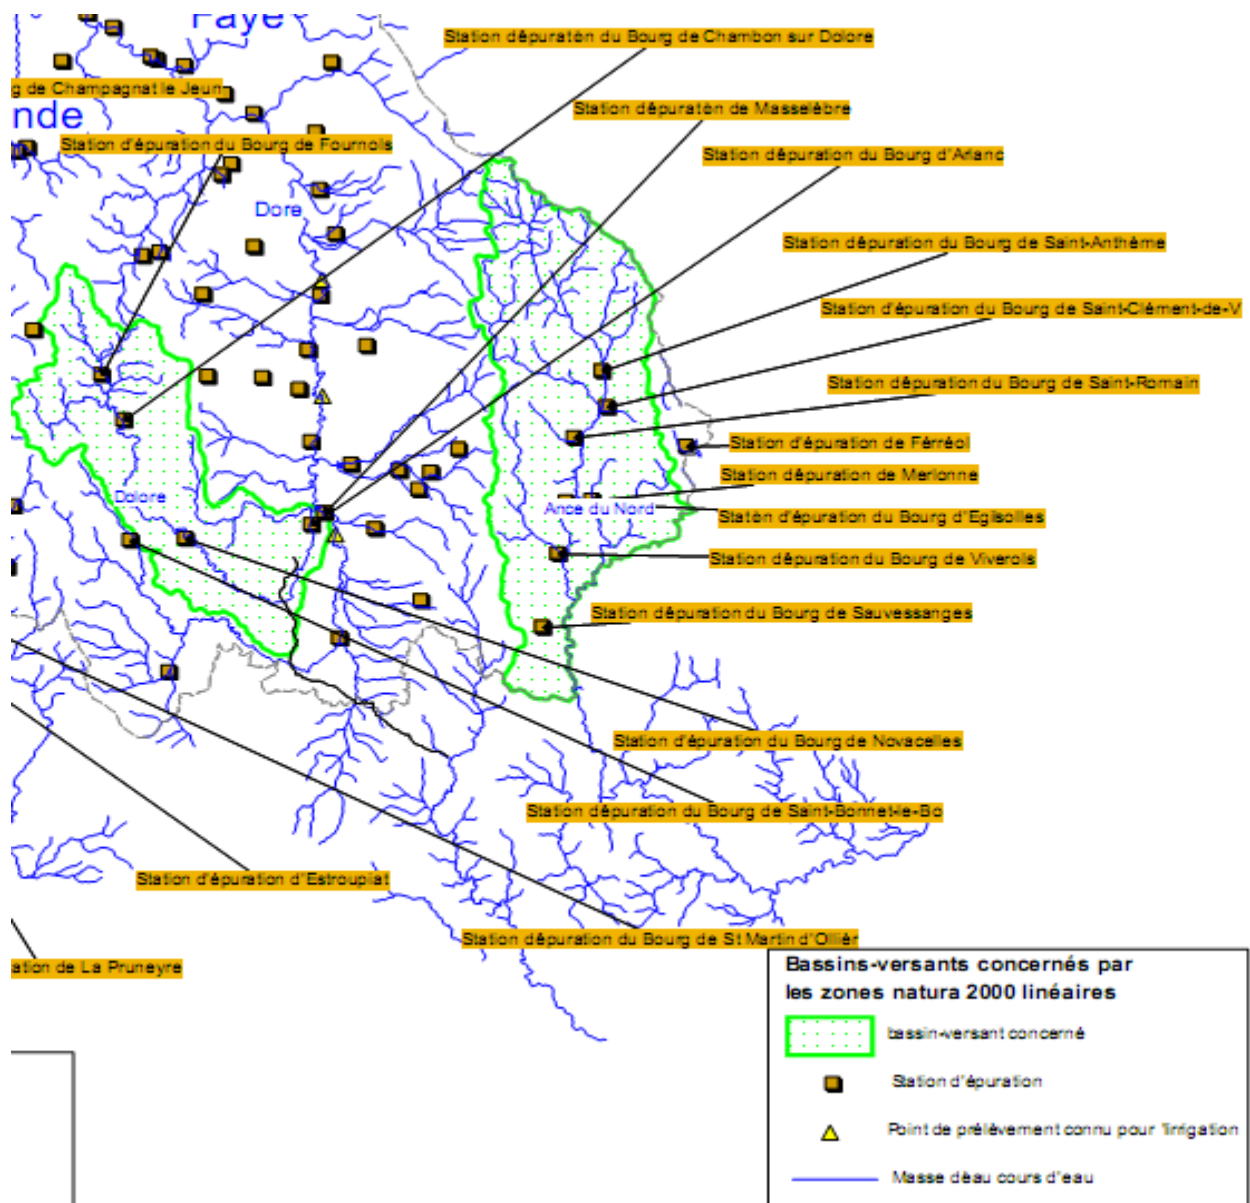 Faye
Station dépuratòn du Bourg de Chambon sur Dolore
g de Champagnat le Jeun
Station dépuratòn de Masselèbre
nde
Station d'épuration du Bourg de Fournols
Station dépuration du Bourg d'Arlanc
Dore
Station dépuration du Bourg de Saint-Anthème
Station d'épuration du Bourg de Saint-Clément-de-V
Station dépuration du Bourg de Saint-Romain
Station d'épuration de Férréol
Station dépuration de Merlonne
Dolore
Ance du Nord
Statòn d'épuration du Bourg d'Eglisolles
Station dépuration du Bourg de Viverols
Station dépuration du Bourg de Sauvessanges
Station d'épuration du Bourg de Novacelles
Station dépuration du Bourg de Saint-Bonnet-le-Bo
Station d'épuration d'Estroupiat
Station dépuration du Bourg de St Martin d'Ollièr
ation de La Pruneyre
Bassins-versants concernés par
les zones natura 2000 linéaires
bassin-versant concerné
Station d'épuration
Point de prélèvement connu pour 'lirrigation
Masse dèau cours d'eau